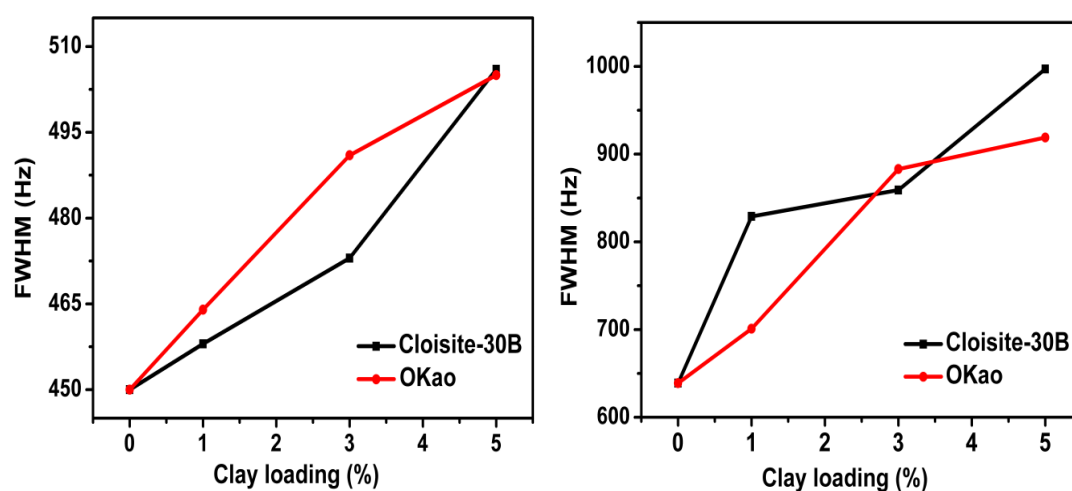 510
495
480
465
450
FWHM (Hz)
0 1 2 3 4 5
Clay loading (%)
Cloisite-30B
OKao
1000
900
800
700
600
FWHM (Hz)
0 1 2 3 4 5
Clay loading (%)
Cloisite-30B
OKao